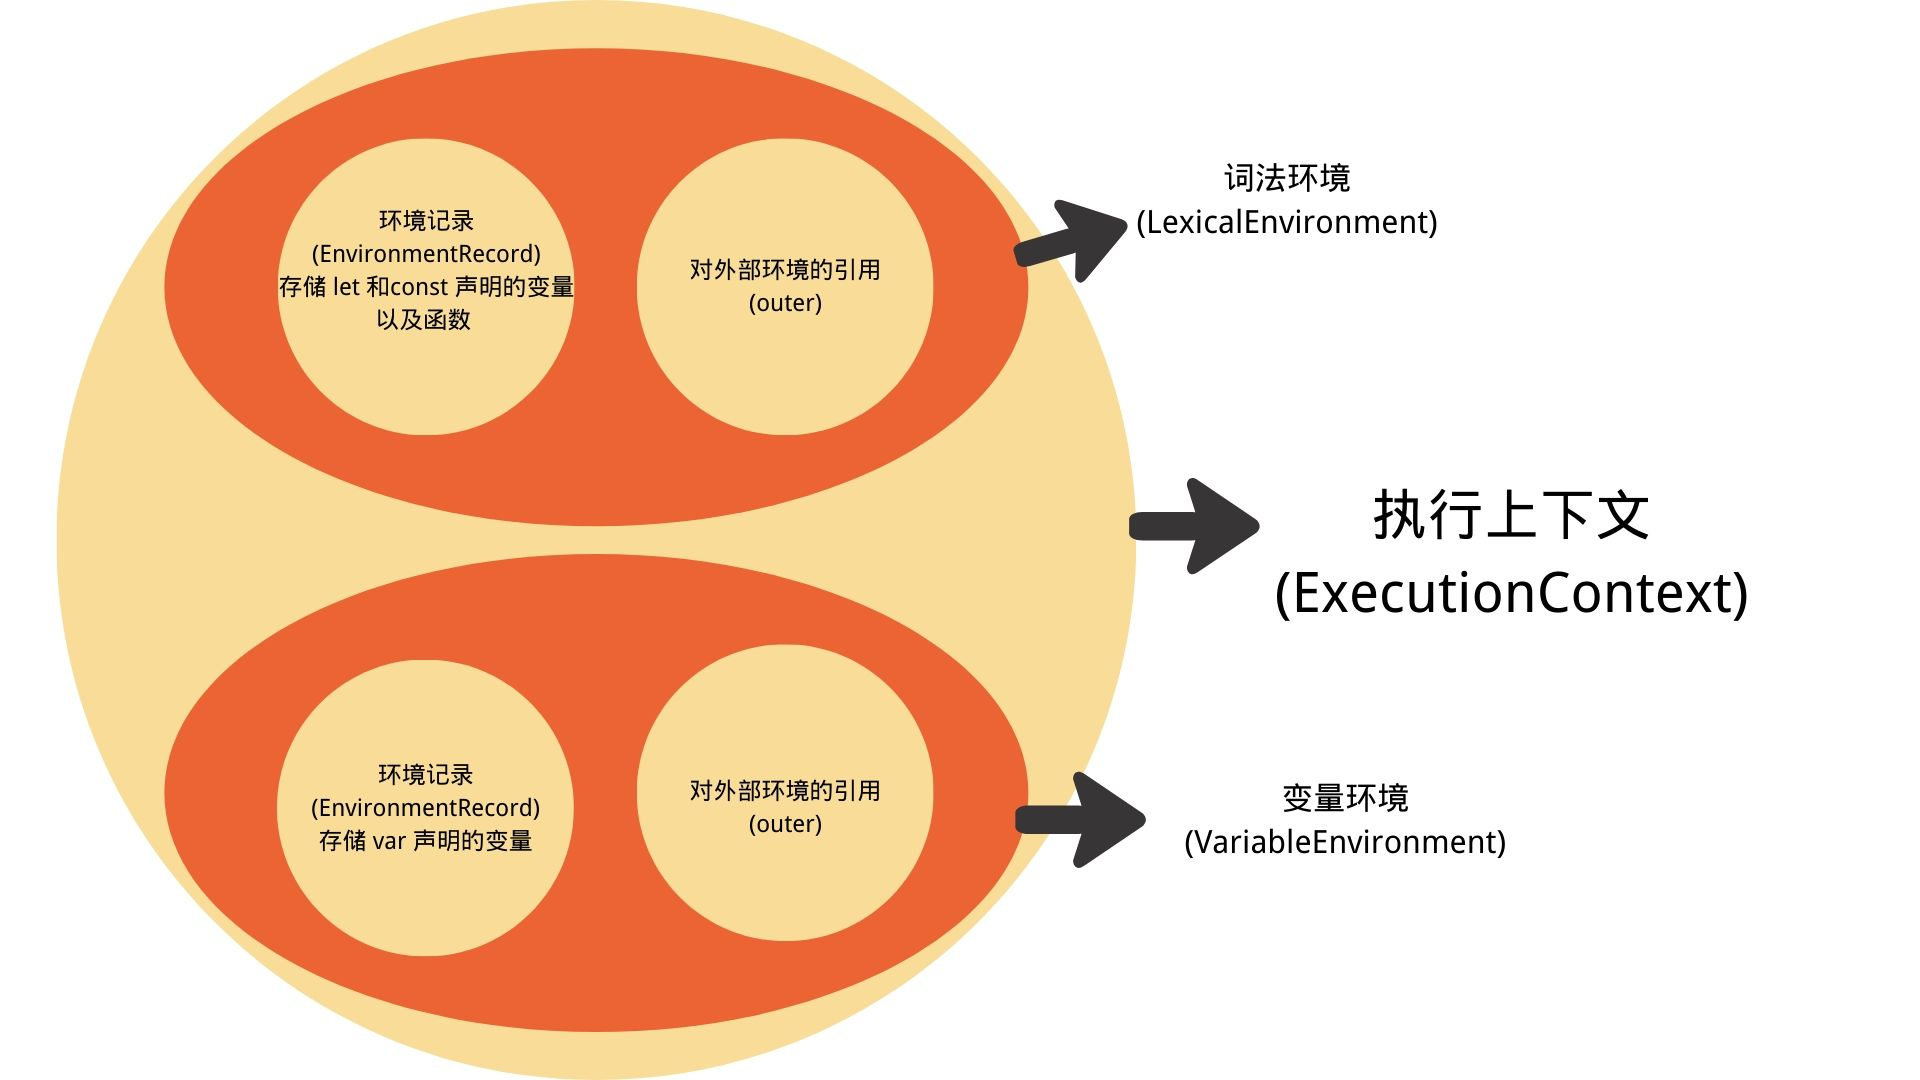 环境记录
(EnvironmentRecord)
存储 let 和const 声明的变量
以及函数
对外部环境的引用
(outer)
词法环境
(LexicalEnvironment)
执行上下文
(ExecutionContext)
环境记录
(EnvironmentRecord)
存储 var 声明的变量
对外部环境的引用
(outer)
变量环境
(VariableEnvironment)